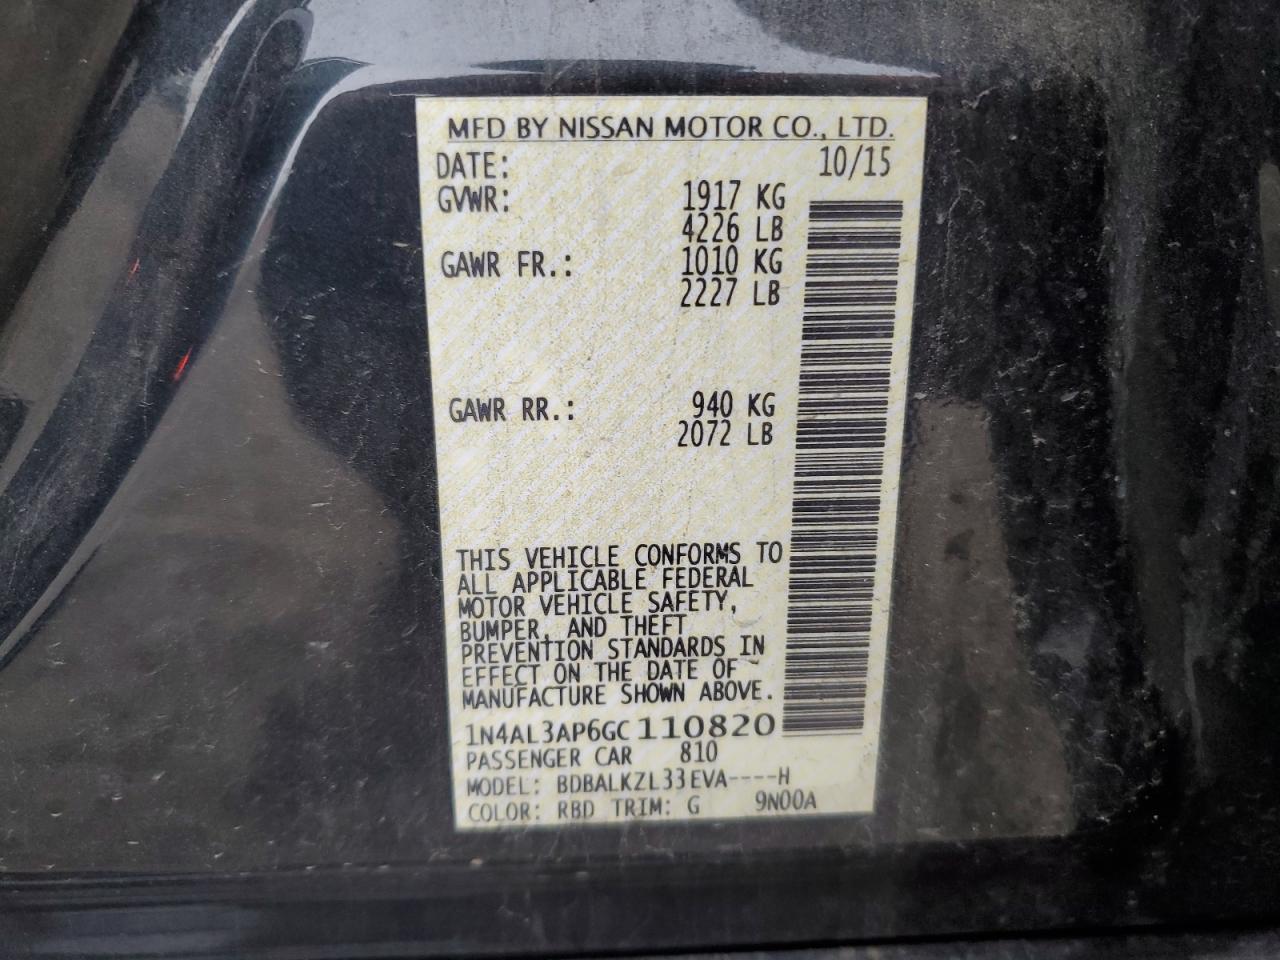 MFD BY NISSAN MOTOR CO., LTD.
DATE: 10/15
GVWR: 1917 KG
4226 LB
GAWR FR.: 1010 KG
2227 LB
GAWR RR.: 940 KG
2072 LB
THIS VEHICLE CONFORMS TO
ALL APPLICABLE FEDERAL
MOTOR VEHICLE SAFETY,
BUMPER, AND THEFT
PREVENTION STANDARDS IN
EFFECT ON THE DATE OF
MANUFACTURE SHOWN ABOVE.
1N4AL3AP6GC110820
PASSENGER CAR 810
MODEL: BDBALKZL33EVA----H
COLOR: RBD TRIM: G 9N00A